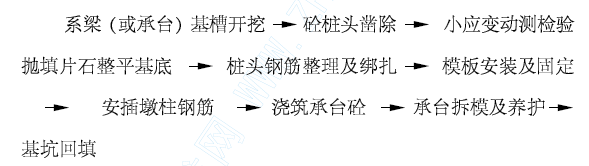 系梁（或承台）基槽开挖→砼桩头凿除→小应变动测检验
抛填片石整平基底→桩头钢筋整理及绑扎→模板安装及固定
→安插墩柱钢筋→浇筑承台砼→承台拆模及养护→
基坑回填